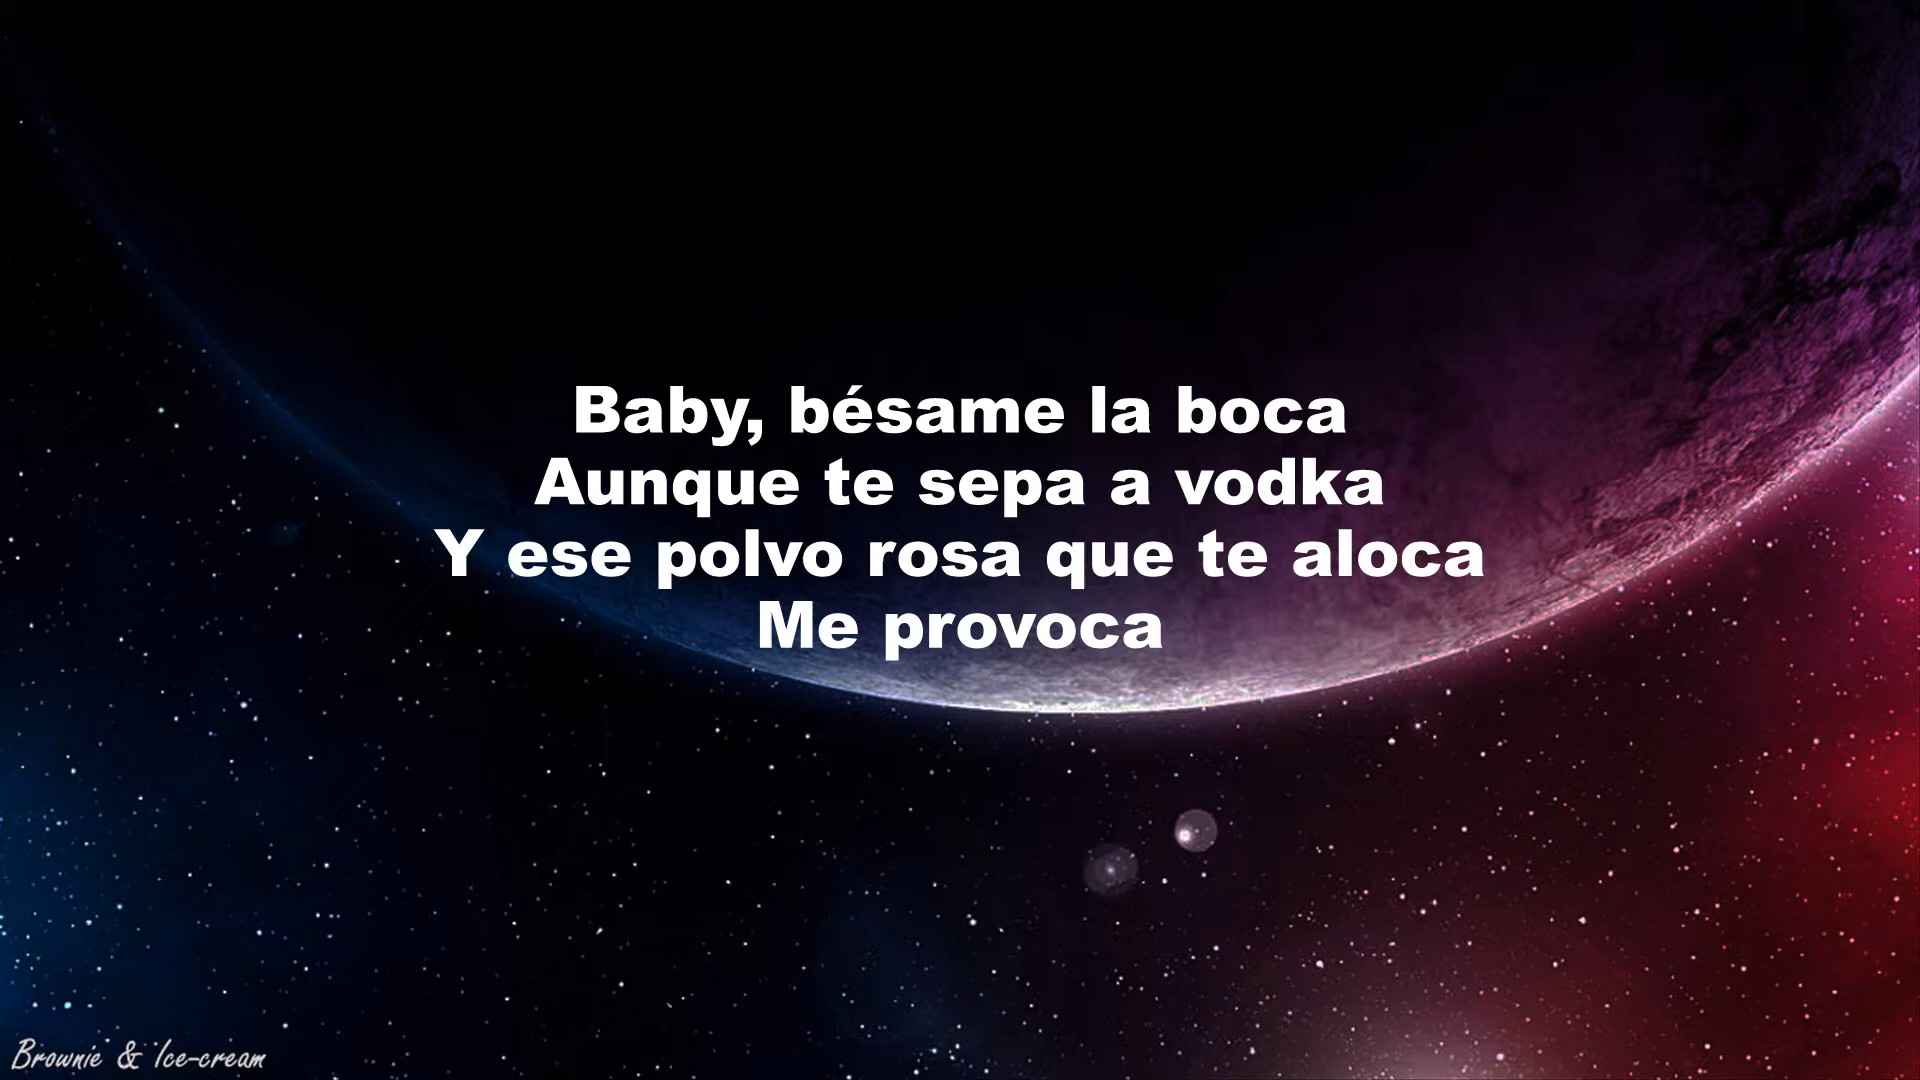 Baby, bésame la boca
Aunque te sepa a vodka
Y ese polvo rosa que te aloca
Me provoca
Brownie & Ice-cream